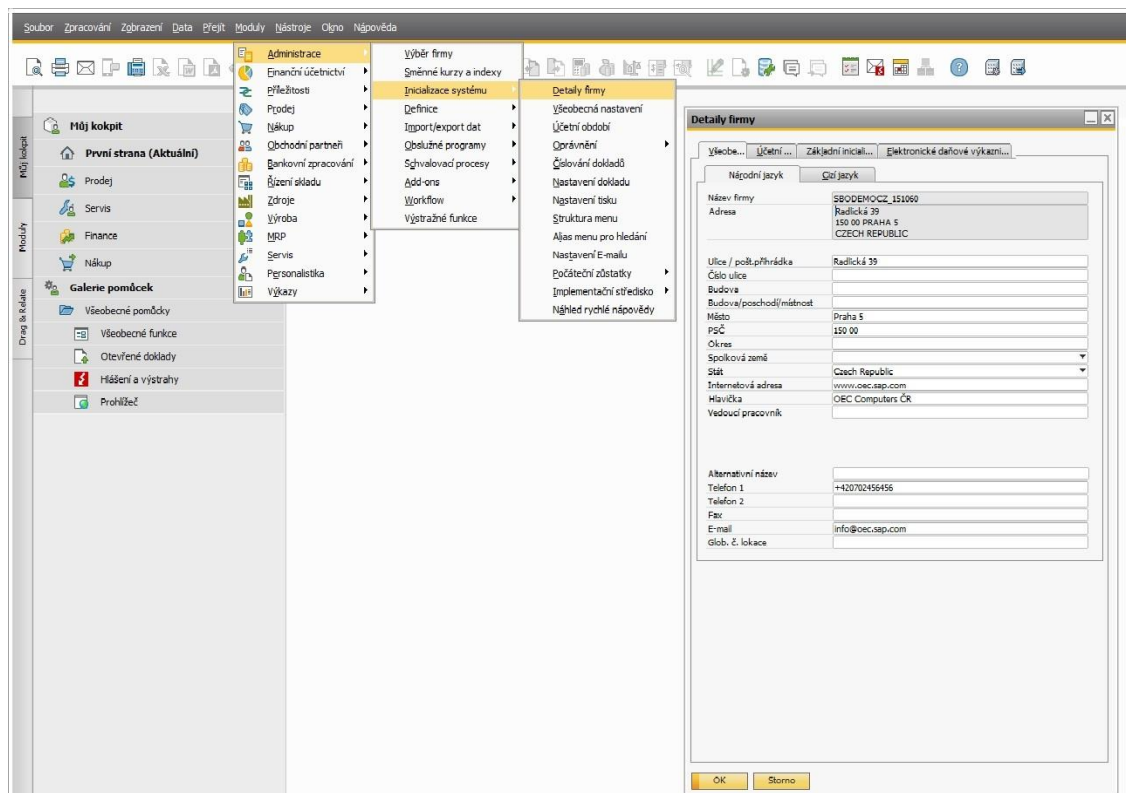 Soubor Zpracování Zobrazení Data Přejít Moduly Nástroje Okno Nápověda
Můj kokpit
Moduly
Drag & Relate
Můj kokpit
První strana (Aktuální)
Prodej
Servis
Finance
Nákup
Galerie pomůcek
Všeobecné pomůcky
Všeobecné funkce
Otevřené doklady
Hlášení a výstrahy
Prohlížeč
Administrace
Finanční účetnictví
Příležitosti
Prodej
Nákup
Obchodní partneři
Bankovní zpracování
Řízení skladu
Zdroje
Výroba
MRP
Servis
Personalistika
Výkazy
Výběr firmy
Směnné kurzy a indexy
Inicializace systému
Definice
Import/export dat
Obslužné programy
Schvalovací procesy
Add-ons
Workflow
Výstražné funkce
Detaily firmy
Všeobecná nastavení
Účetní období
Oprávnění
Číslování dokladů
Nastavení dokladu
Nastavení tisku
Struktura menu
Alias menu pro hledání
Nastavení E-mailu
Počáteční zůstatky
Implementační středisko
Náhled rychlé nápovědy
Detaily firmy
Všeobe... Účetní ... Základní iniciali... Elektronické daňové výkazni...
Národní jazyk Cizí jazyk
Název firmy SBODEMOCZ_151060
Adresa Radlická 39
150 00 PRAHA 5
CZECH REPUBLIC
Ulice / pošt.přihrádka Radlická 39
Číslo ulice
Budova
Budova/poschodí/místnost
Město Praha 5
PSČ 150 00
Okres
Spolková země
Stát Czech Republic
Internetová adresa www.oec.sap.com
Hlavička OEC Computers ČR
Vedoucí pracovník
Alternativní název
Telefon 1 +420702456456
Telefon 2
Fax
E-mail info@oec.sap.com
Glob. č. lokace
OK Storno